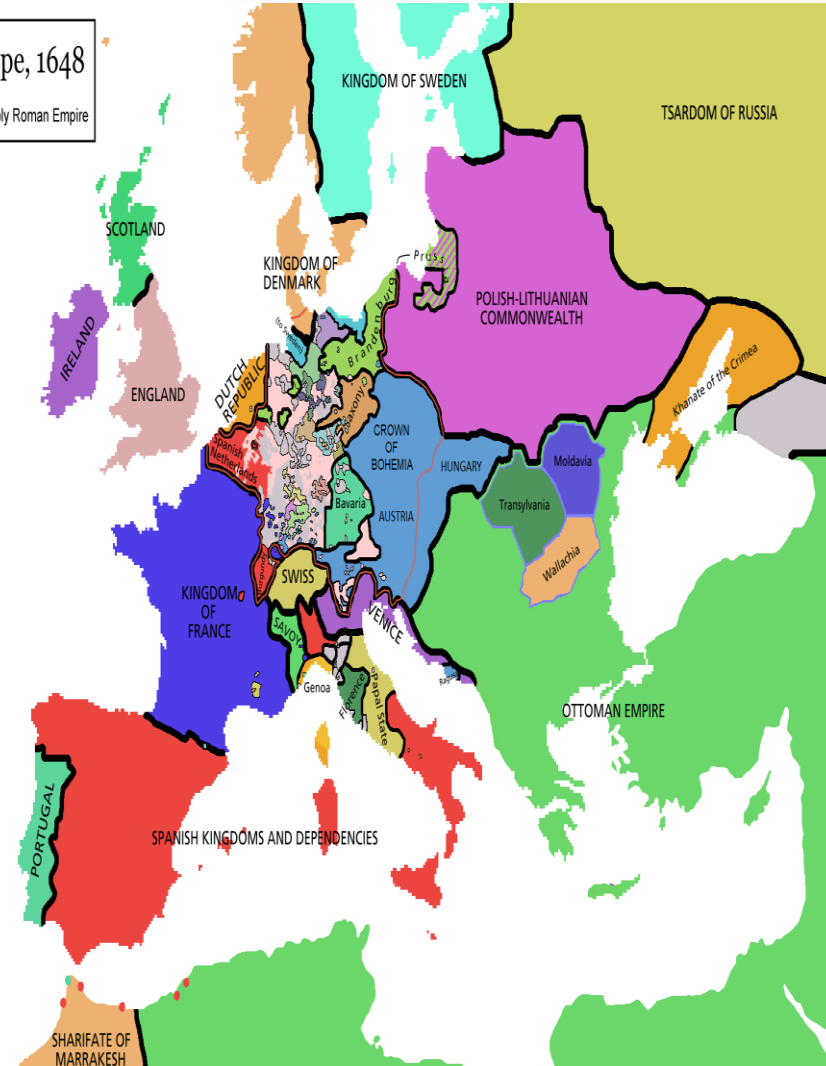 pe, 1648
ly Roman Empire
KINGDOM OF SWEDEN
TSARDOM OF RUSSIA
SCOTLAND
KINGDOM OF
DENMARK
Pruss
IRELAND
ENGLAND
(to Sweden)
Brandenburg
POLISH-LITHUANIAN
COMMONWEALTH
DUTCH
REPUBLIC
Saxony
Khanate of the Crimea
Spanish
Netherlands
CROWN
OF
BOHEMIA
HUNGARY
Moldavia
Bavaria
AUSTRIA
Transylvania
Burgundy
SWISS
Wallachia
KINGDOM
OF
FRANCE
SAVOY
VENICE
Genoa
Florence
Papal State
OTTOMAN EMPIRE
PORTUGAL
SPANISH KINGDOMS AND DEPENDENCIES
SHARIFATE OF
MARRAKESH